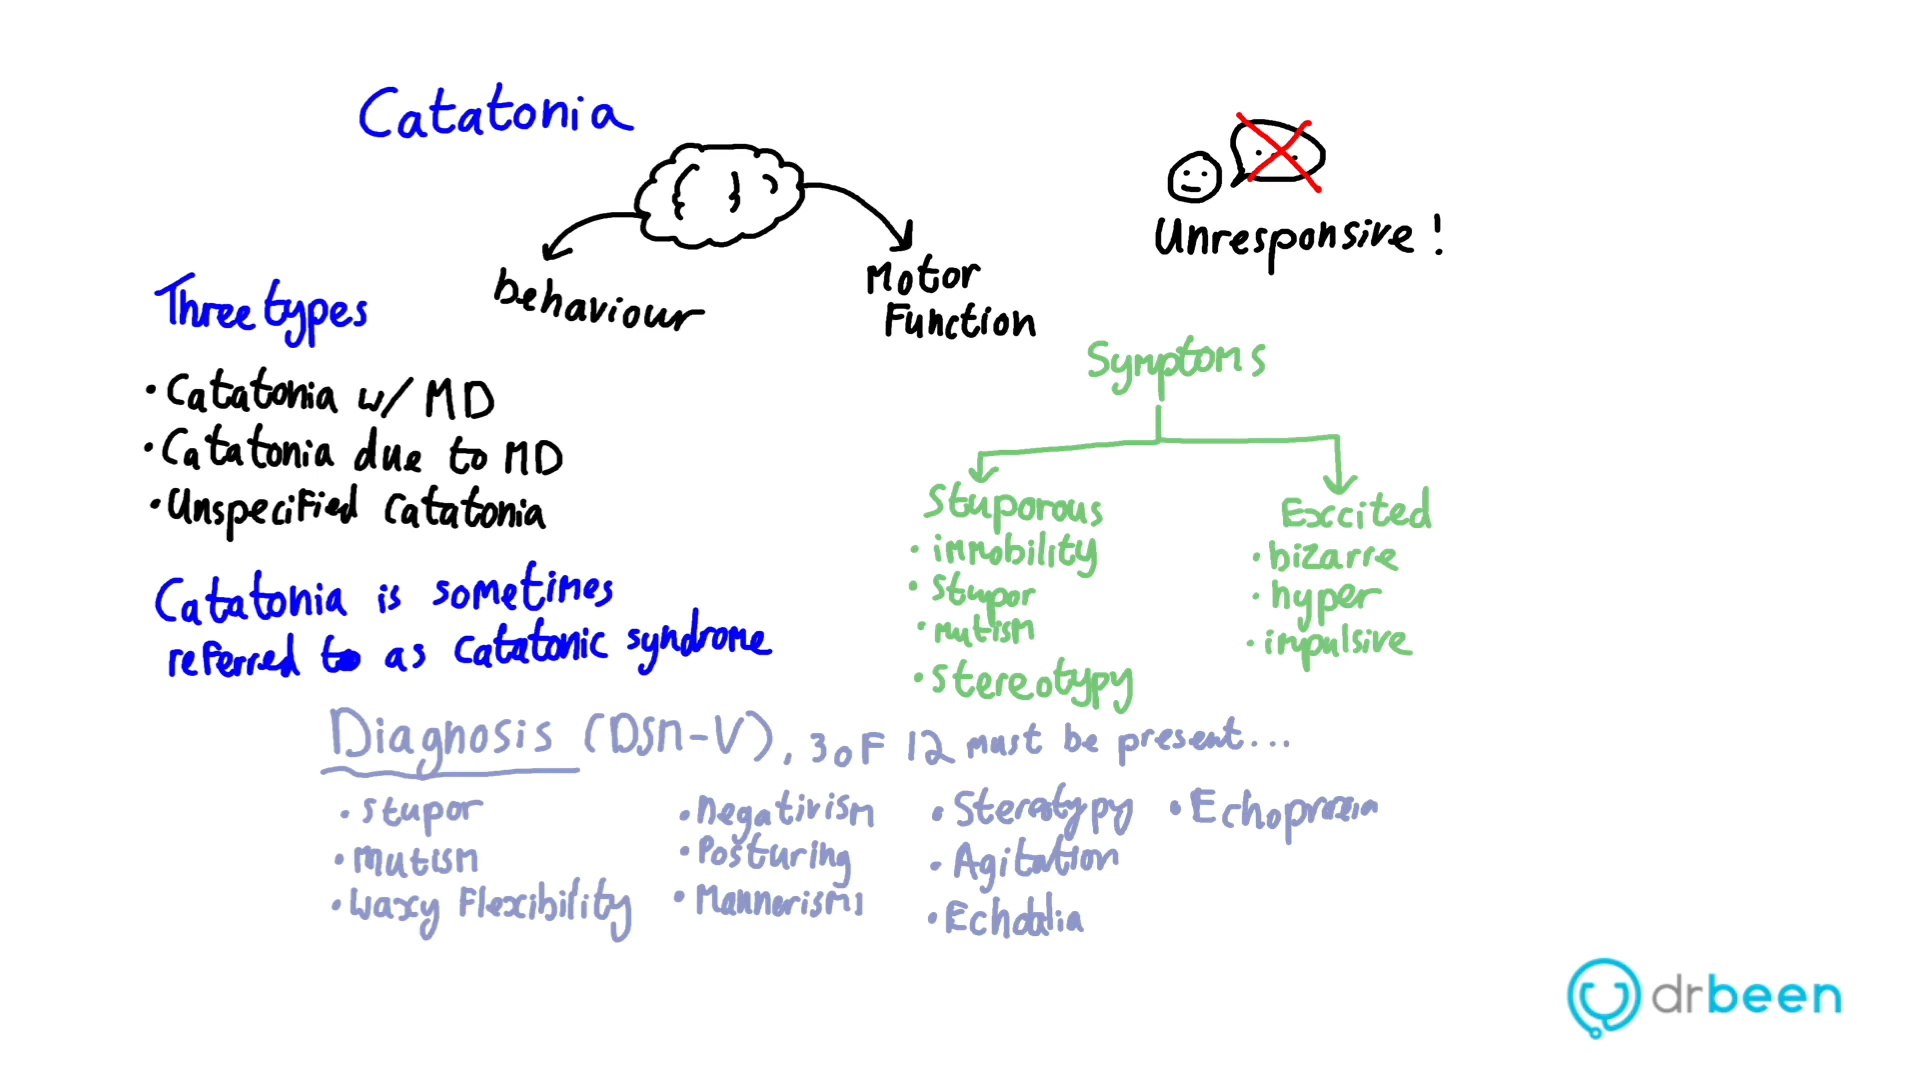 Catatonia
Unresponsive!
behaviour
Motor
Function
Three types
• Catatonia w/ MD
• Catatonia due to MD
• Unspecified Catatonia
Catatonia is sometimes
referred to as Catatonic syndrome
Symptoms
Stuporous
• immobility
• stupor
• mutism
• stereotypy
Excited
• bizarre
• hyper
• impulsive
Diagnosis (DSM-V), 3 of 12 must be present...
• Stupor
• Mutism
• Waxy Flexibility
• Negativism
• Posturing
• Mannerisms
• Stereotypy
• Agitation
• Echolalia
• Echopraxia
drbeen